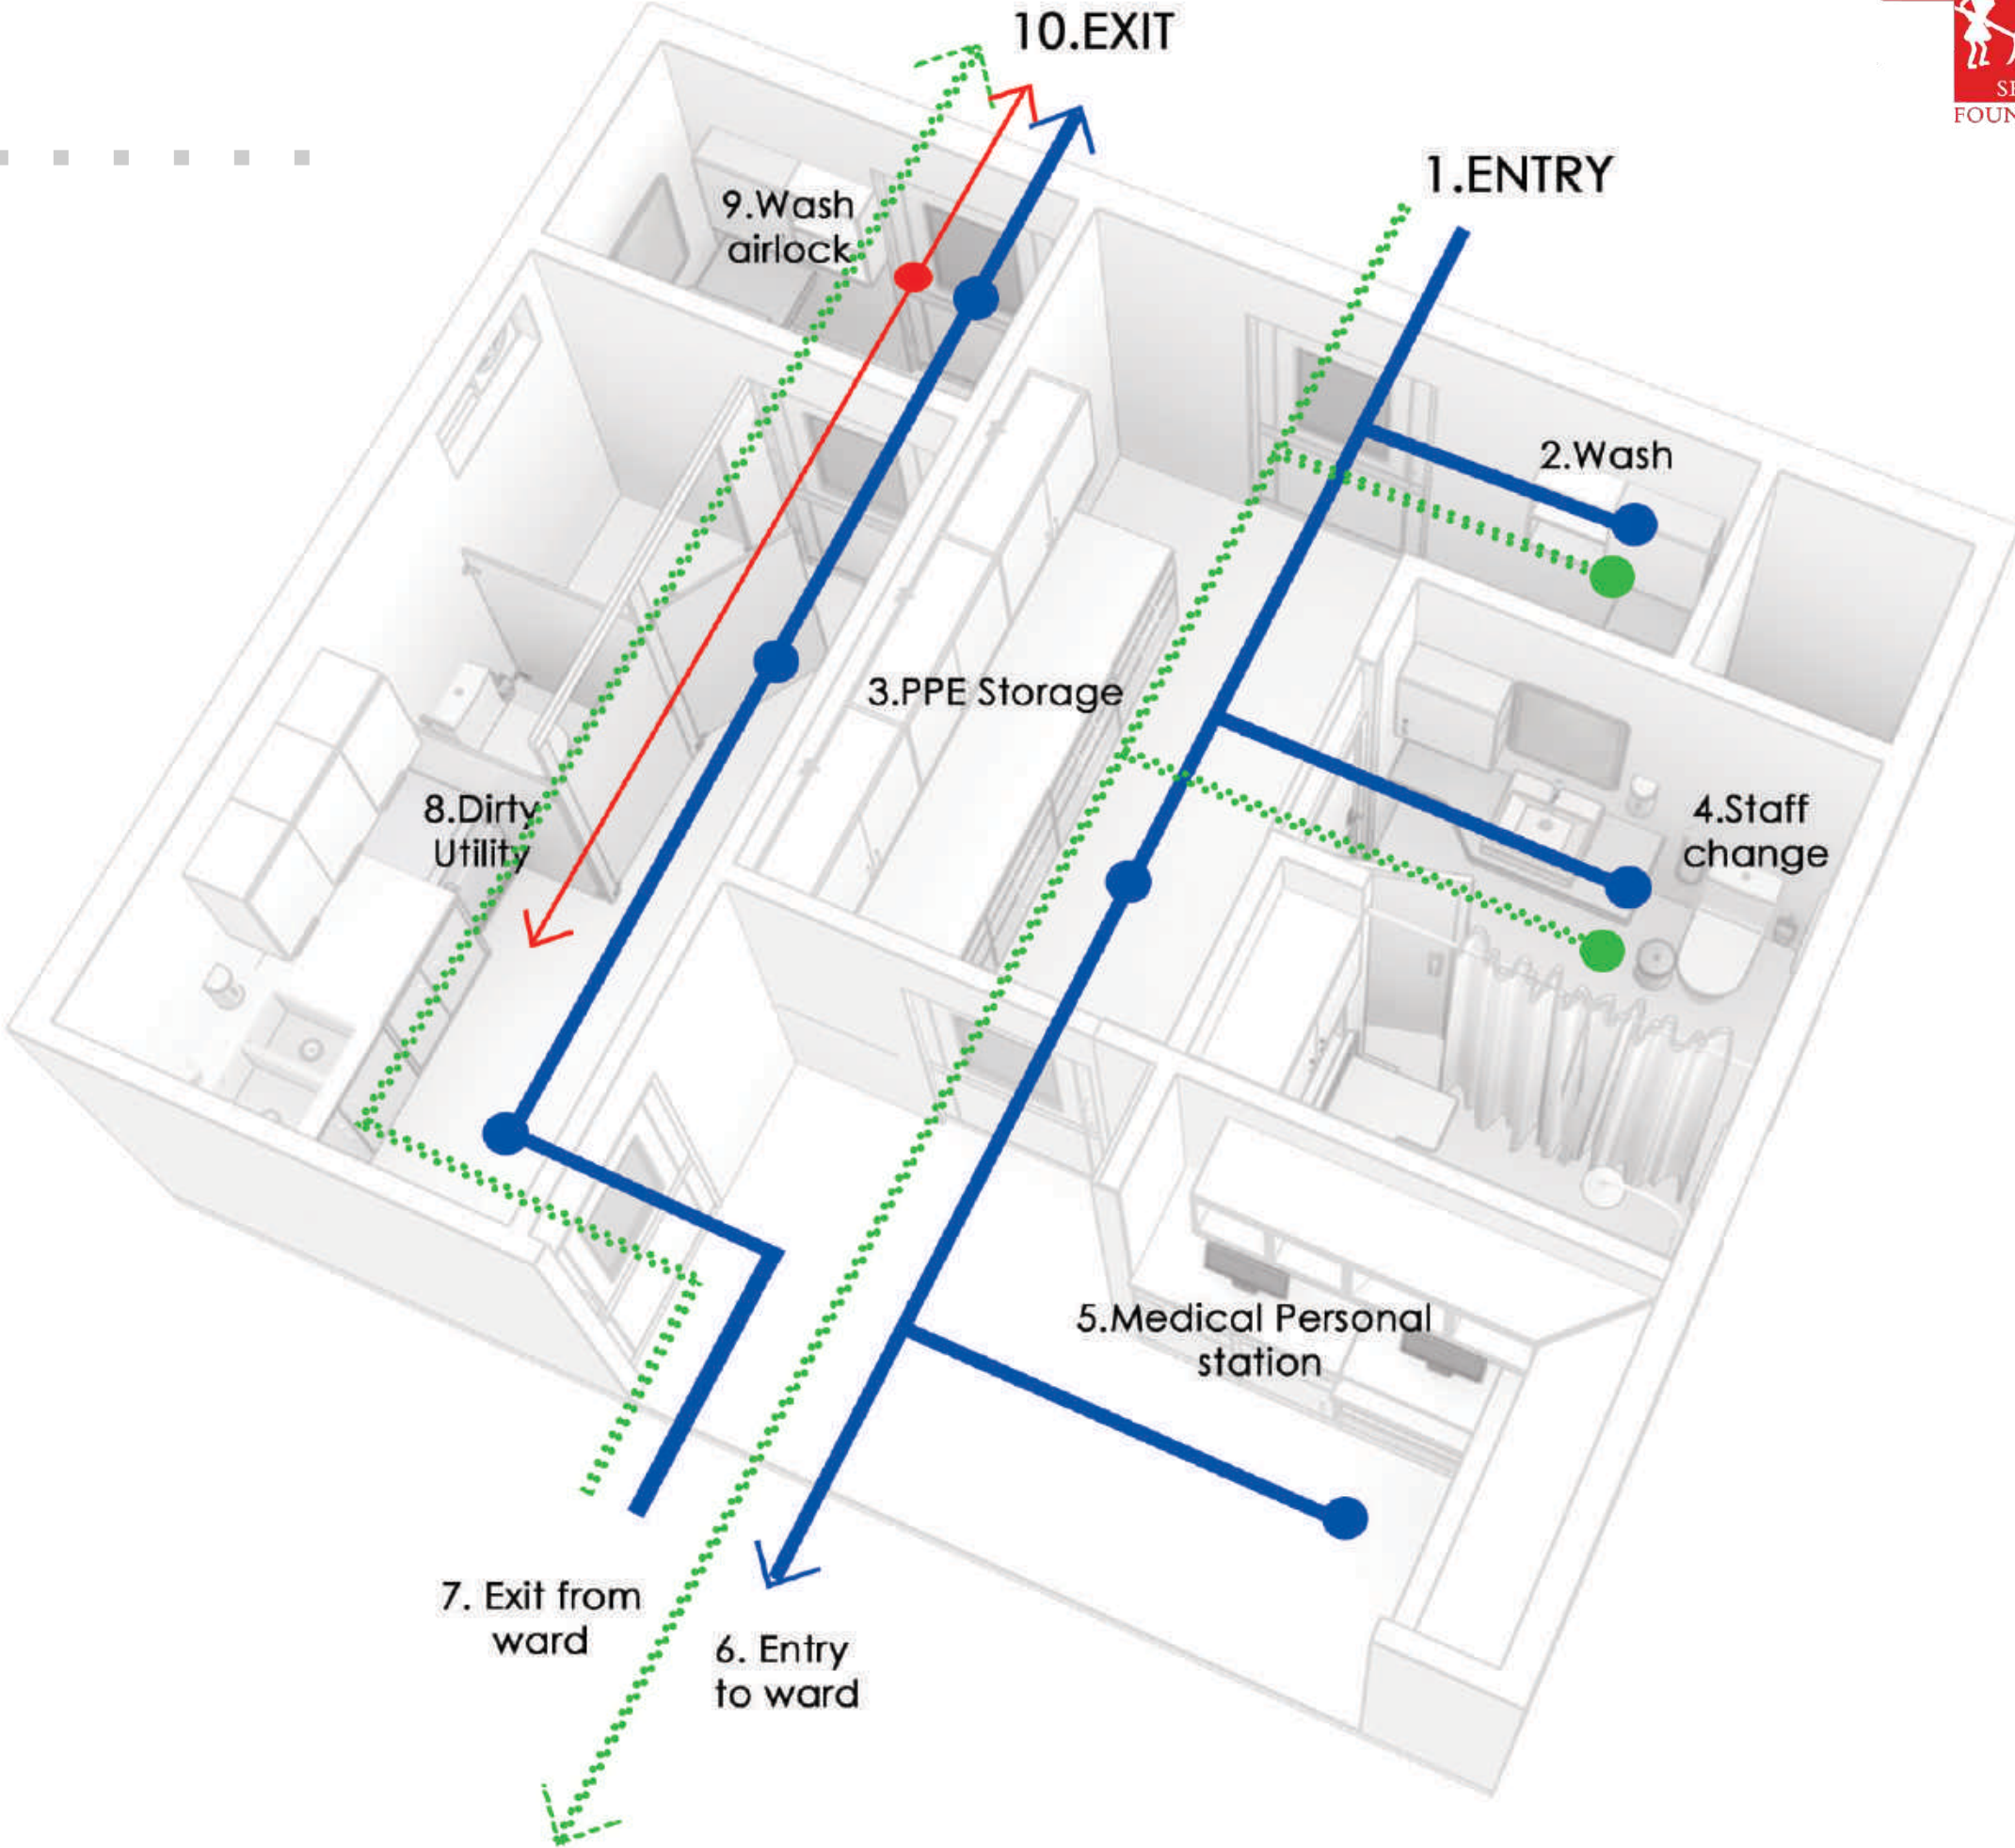 10.EXIT
1.ENTRY
9.Wash
airlock
2.Wash
3.PPE Storage
8.Dirty
Utility
4.Staff
change
5.Medical Personal
station
7. Exit from
ward
6. Entry
to ward